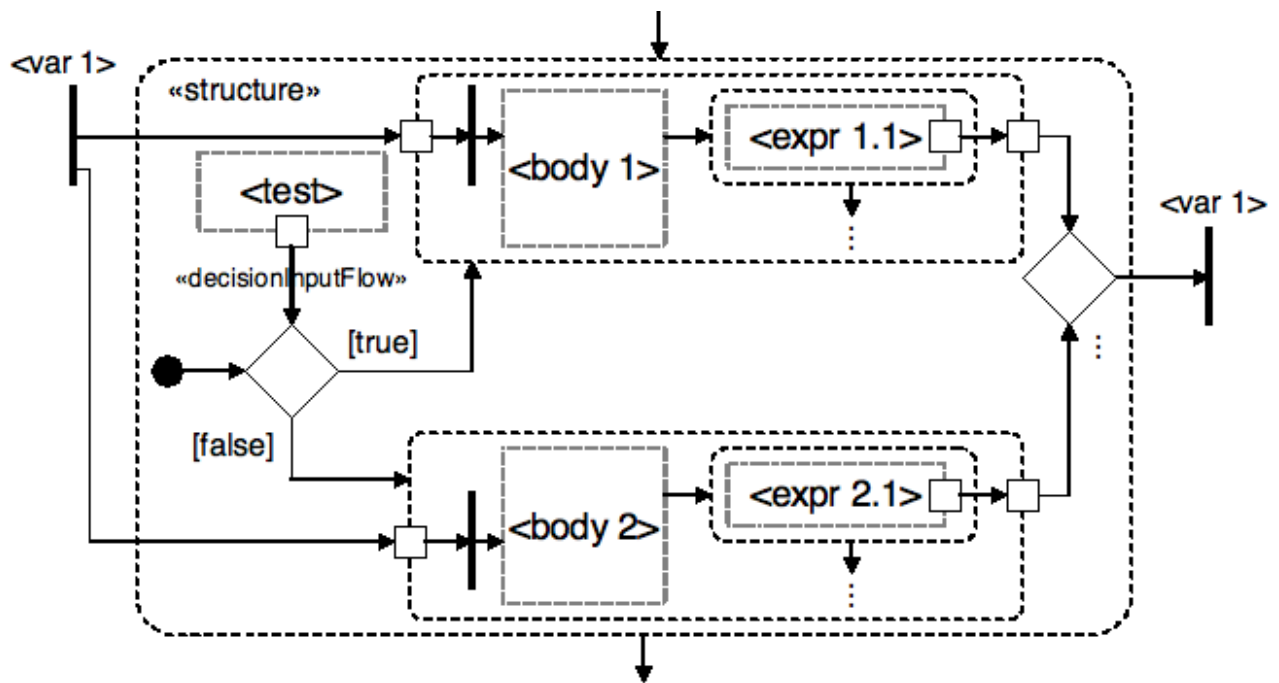 <var 1>
«structure»
<body 1>
<expr 1.1>
...
<test>
<var 1>
«decisionInputFlow»
[true]
...
[false]
<body 2>
<expr 2.1>
...